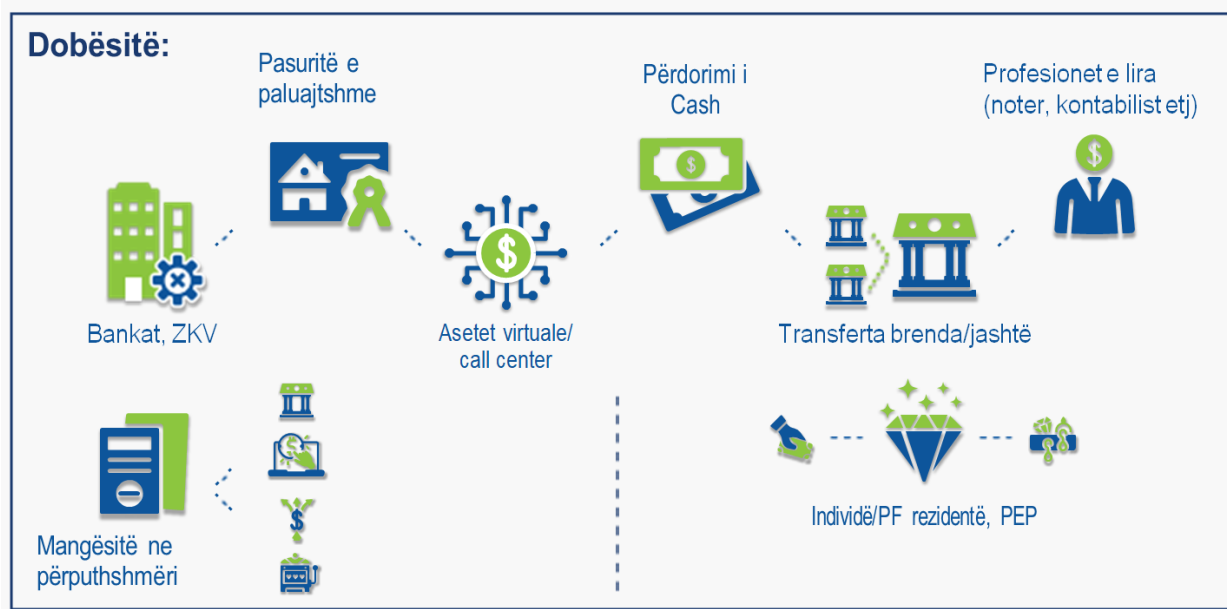 Dobësitë:
Pasuritë e
paluajtshme
Përdorimi i
Cash
Profesionet e lira
(noter, kontabilist etj)
Bankat, ZKV
Asetet virtuale/
call center
Transferta brenda/jashtë
Mangësitë ne
përputhshmëri
Individë/PF rezidentë, PEP